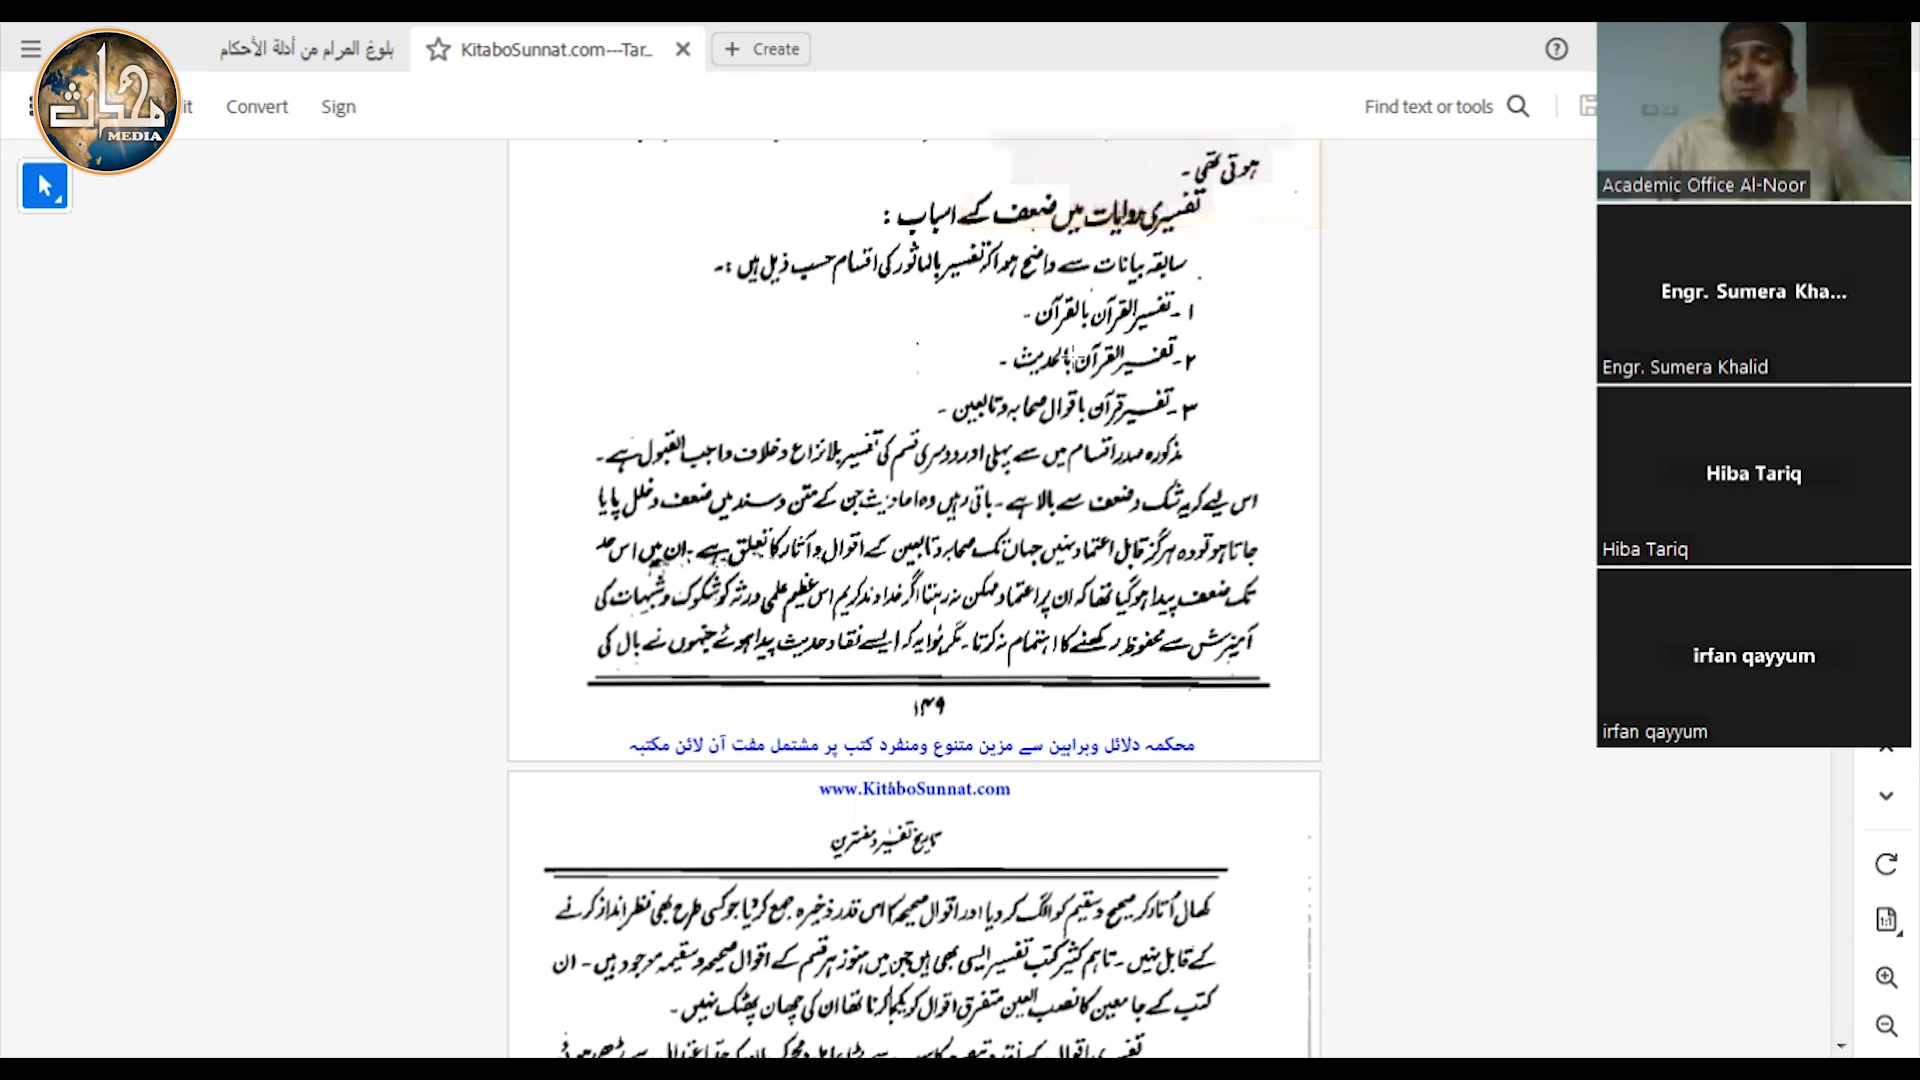 بلوغ المرام من أدلة الأحكام
KitaboSunnat.com---Tar...
+ Create
محدث
MEDIA
it
Convert
Sign
Find text or tools
ہوتی تھی -
تفسیری روایات میں ضعف کے اسباب :
سابقہ بیانات سے واضح ہوا کہ تفسیر بالماثور کی اقسام حسب ذیل ہیں :-
۱- تفسیر القرآن بالقرآن -
۲- تفسیر القرآن بالحدیث -
۳- تفسیر قرآن باقوال صحابہ و تابعین -
مذکورہ صدر اقسام میں سے پہلی اور دوسری قسم کی تفسیر بلا نزاع و خلاف واجب القبول ہے -
اس لیے کہ یہ شک و ضعف سے بالا ہے - باقی رہیں وہ احادیث جن کے متن و سند میں ضعف و خلل پایا
جاتا ہو تو وہ ہرگز قابل اعتماد نہیں جہاں تک صحابہ و تابعین کے اقوال و آثار کا تعلق ہے - ان میں اس حد
تک ضعف پیدا ہو گیا تھا کہ ان پر اعتماد ممکن نہ رہتا اگر خداوند کریم اس عظیم علمی ورثہ کو شکوک و شبہات کی
آمیزش سے محفوظ رکھنے کا اہتمام نہ کرتا - مگر ہوا یہ کہ ایسے نقاد حدیث پیدا ہوئے جنہوں نے بال کی
۱۴۹
محکمہ دلائل وبراہین سے مزین متنوع ومنفرد کتب پر مشتمل مفت آن لائن مکتبہ
www.KitaboSunnat.com
تاریخ تفسیر و مفسرین
کھال اُتار کر صحیح و سقیم کو الگ کر دیا اور اقوال صحیحہ کا اس قدر ذخیرہ جمع کر دیا جو کسی طرح بھی نظر انداز کرنے
کے قابل نہیں - تاہم کثیر کتب تفسیر ایسی بھی ہیں جن میں ہنوز ہر قسم کے اقوال صحیحہ و سقیمہ موجود ہیں - ان
کتب کے جامعین کا نصب العین متفرق اقوال کو یکجا کرنا تھا ان کی چھان پھٹک نہیں -
Academic Office Al-Noor
Engr. Sumera Kha...
Engr. Sumera Khalid
Hiba Tariq
Hiba Tariq
irfan qayyum
irfan qayyum